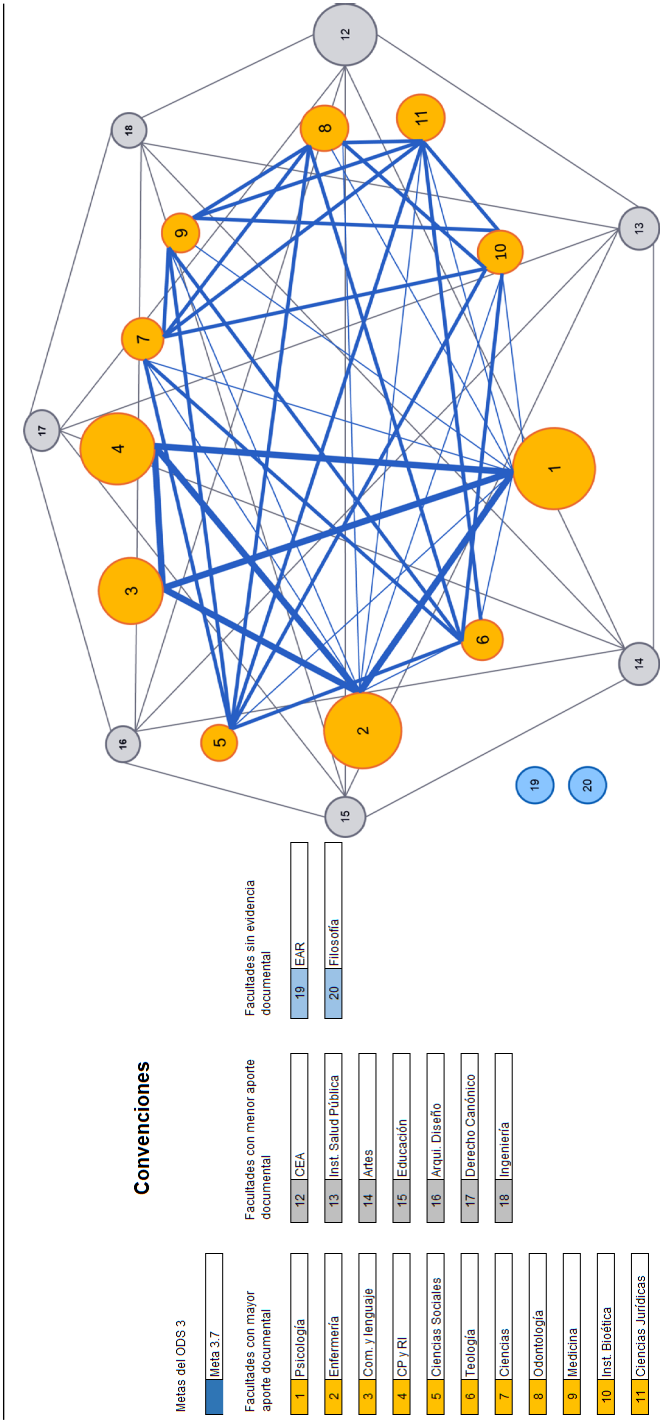 Convenciones
Metas del ODS 3
Meta 3.7
Facultades con mayor
aporte documental
1 Psicología
2 Enfermería
3 Com. y lenguaje
4 CP y RI
5 Ciencias Sociales
6 Teología
7 Ciencias
8 Odontología
9 Medicina
10 Inst. Bioética
11 Ciencias Jurídicas
Facultades con menor aporte
documental
12 CEA
13 Inst. Salud Pública
14 Artes
15 Educación
16 Arqui. Diseño
17 Derecho Canónico
18 Ingeniería
Facultades sin evidencia
documental
19 EAR
20 Filosofía
12
18
8
11
9
13
10
7
17
4
1
3
6
14
16
5
2
15
19
20